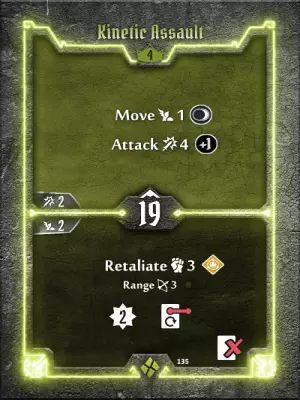 Kinetic Assault
4
Move 1
Attack 4 +1
2
19
2
Retaliate 3
Range 3
2
135